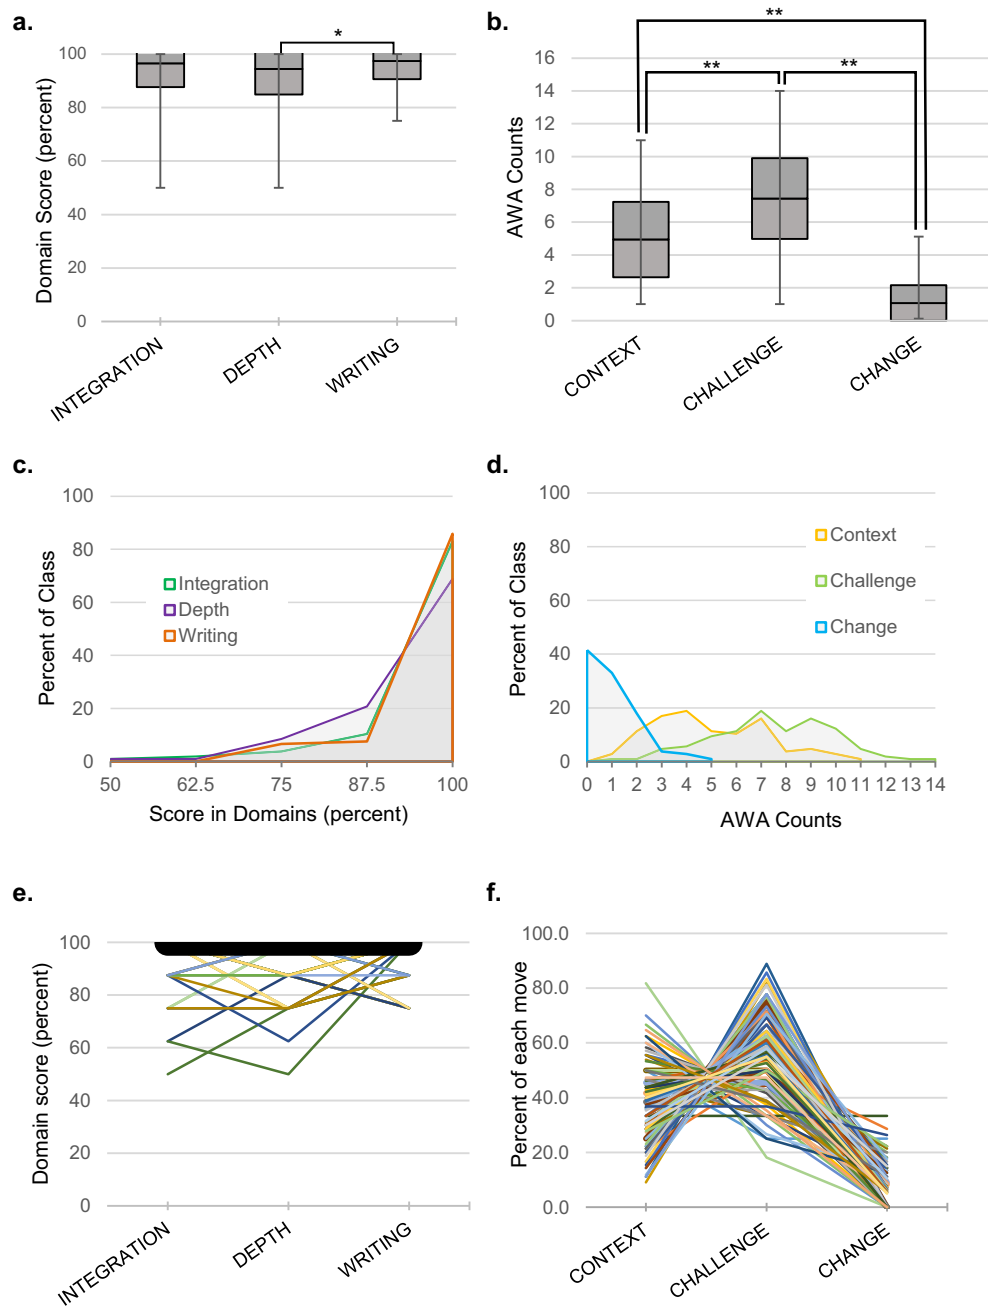 a.
*
100
80
60
40
20
0
Domain Score (percent)
INTEGRATION
DEPTH
WRITING
b.
**
**
**
16
14
12
10
8
6
4
2
0
AWA Counts
CONTEXT
CHALLENGE
CHANGE
c.
100
80
60
40
20
0
Percent of Class
Integration
Depth
Writing
50 62.5 75 87.5 100
Score in Domains (percent)
d.
100
80
60
40
20
0
Percent of Class
Context
Challenge
Change
0 1 2 3 4 5 6 7 8 9 10 11 12 13 14
AWA Counts
e.
100
80
60
40
20
0
Domain score (percent)
INTEGRATION
DEPTH
WRITING
f.
100.0
80.0
60.0
40.0
20.0
0.0
Percent of each move
CONTEXT
CHALLENGE
CHANGE